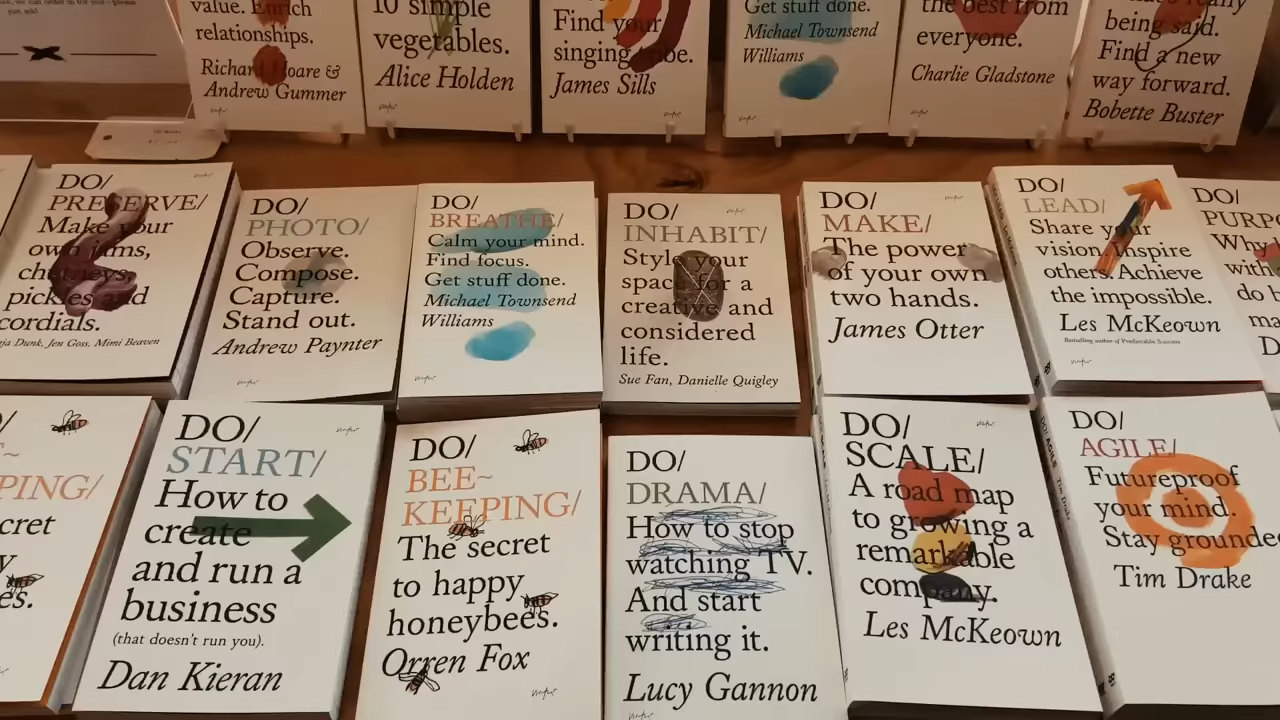 value. Enrich
relationships.
Richard Hoare &
Andrew Gummer
10 simple
vegetables.
Alice Holden
Find your
singing tribe.
James Sills
Get stuff done.
Michael Townsend
Williams
the best from
everyone.
Charlie Gladstone
being said.
Find a new
way forward.
Bobette Buster
DO/
PRESERVE/
Make your
own jams,
chutneys,
pickles and
cordials.
Dunk, Jen Goss, Mimi Beaven
DO/
PHOTO/
Observe.
Compose.
Capture.
Stand out.
Andrew Paynter
DO/
BREATHE/
Calm your mind.
Find focus.
Get stuff done.
Michael Townsend
Williams
DO/
INHABIT/
Style your
space for a
creative and
considered
life.
Sue Fan, Danielle Quigley
DO/
MAKE/
The power
of your own
two hands.
James Otter
DO/
LEAD/
Share your
vision. Inspire
others. Achieve
the impossible.
Les McKeown
Bestselling author of Predictable Success
DO/
PURPO
Why
with
do b
ma
D
PING/
cret
es.
DO/
START/
How to
create
and run a
business
(that doesn't run you).
Dan Kieran
DO/
BEE~
KEEPING/
The secret
to happy
honeybees.
Orren Fox
DO/
DRAMA/
How to stop
watching TV.
And start
writing it.
Lucy Gannon
DO/
SCALE/
A road map
to growing a
remarkable
company.
Les McKeown
DO AGILE/ Tim Drake
DO/
AGILE/
Futureproof
your mind.
Stay grounded
Tim Drake